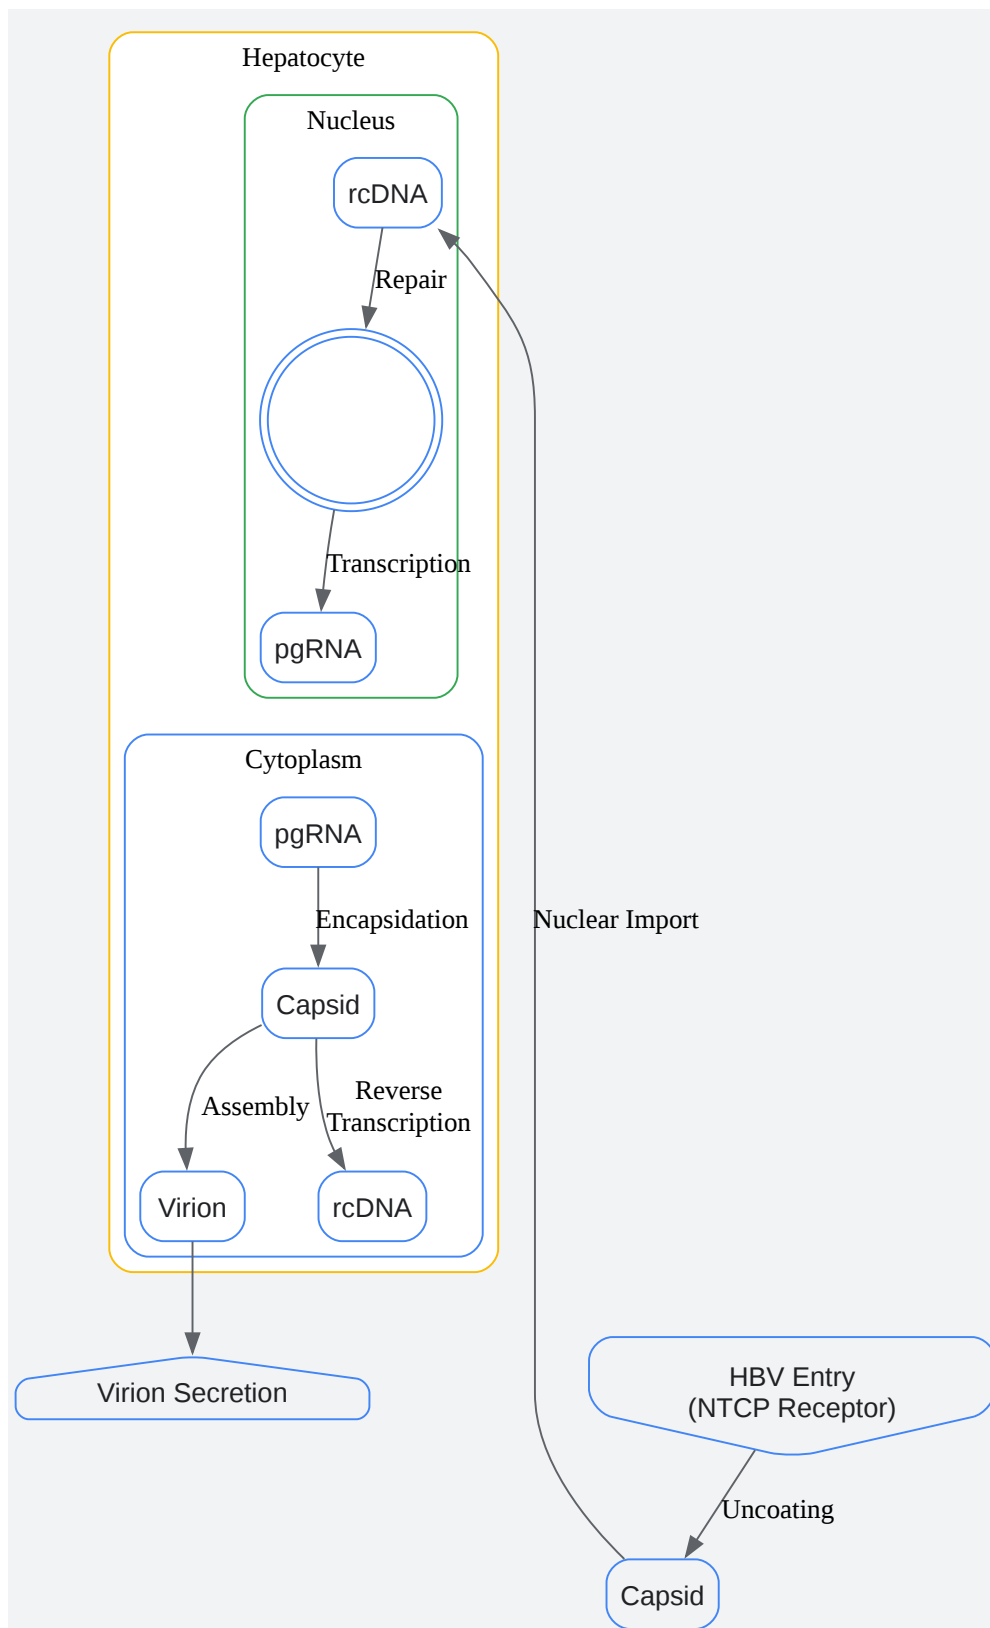 Hepatocyte
Nucleus
rcDNA
Repair
Transcription
pgRNA
Cytoplasm
pgRNA
Encapsidation
Nuclear Import
Capsid
Assembly
Reverse
Transcription
Virion
rcDNA
Virion Secretion
HBV Entry
(NTCP Receptor)
Uncoating
Capsid